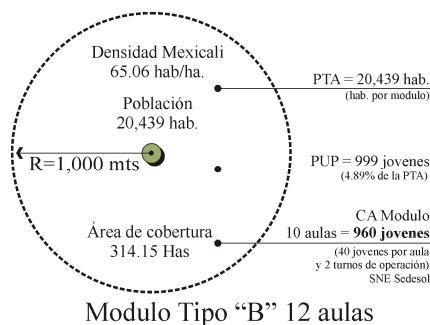 Densidad Mexicali
65.06 hab/ha.
Población
20,439 hab.
R=1,000 mts
Área de cobertura
314.15 Has
PTA = 20,439 hab.
(hab. por modulo)
PUP = 999 jovenes
(4.89% de la PTA)
CA Modulo
10 aulas = 960 jovenes
(40 jovenes por aula
y 2 turnos de operación)
SNE Sedesol
Modulo Tipo “B” 12 aulas